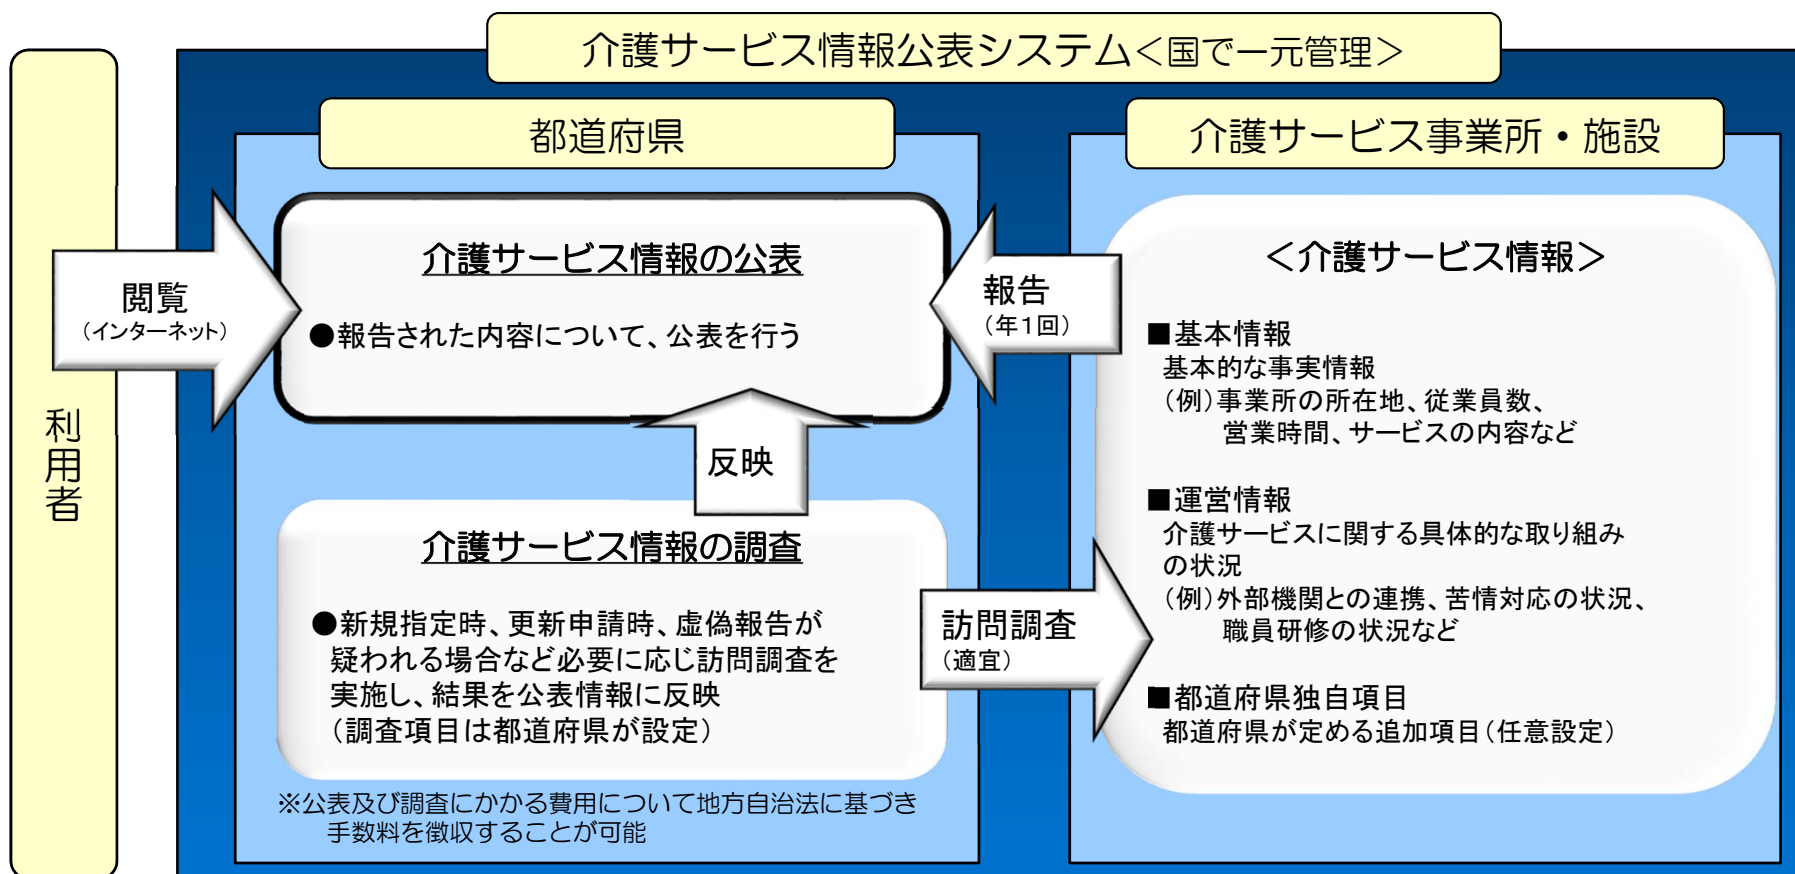 介護サービス情報公表システム＜国で一元管理＞
利用者
都道府県
介護サービス事業所・施設
閲覧
（インターネット）
介護サービス情報の公表
●報告された内容について、公表を行う
報告
（年１回）
反映
介護サービス情報の調査
●新規指定時、更新申請時、虚偽報告が
疑われる場合など必要に応じ訪問調査を
実施し、結果を公表情報に反映
（調査項目は都道府県が設定）
訪問調査
（適宜）
※公表及び調査にかかる費用について地方自治法に基づき
手数料を徴収することが可能
＜介護サービス情報＞
■基本情報
基本的な事実情報
（例）事業所の所在地、従業員数、
営業時間、サービスの内容など
■運営情報
介護サービスに関する具体的な取り組み
の状況
（例）外部機関との連携、苦情対応の状況、
職員研修の状況など
■都道府県独自項目
都道府県が定める追加項目（任意設定）